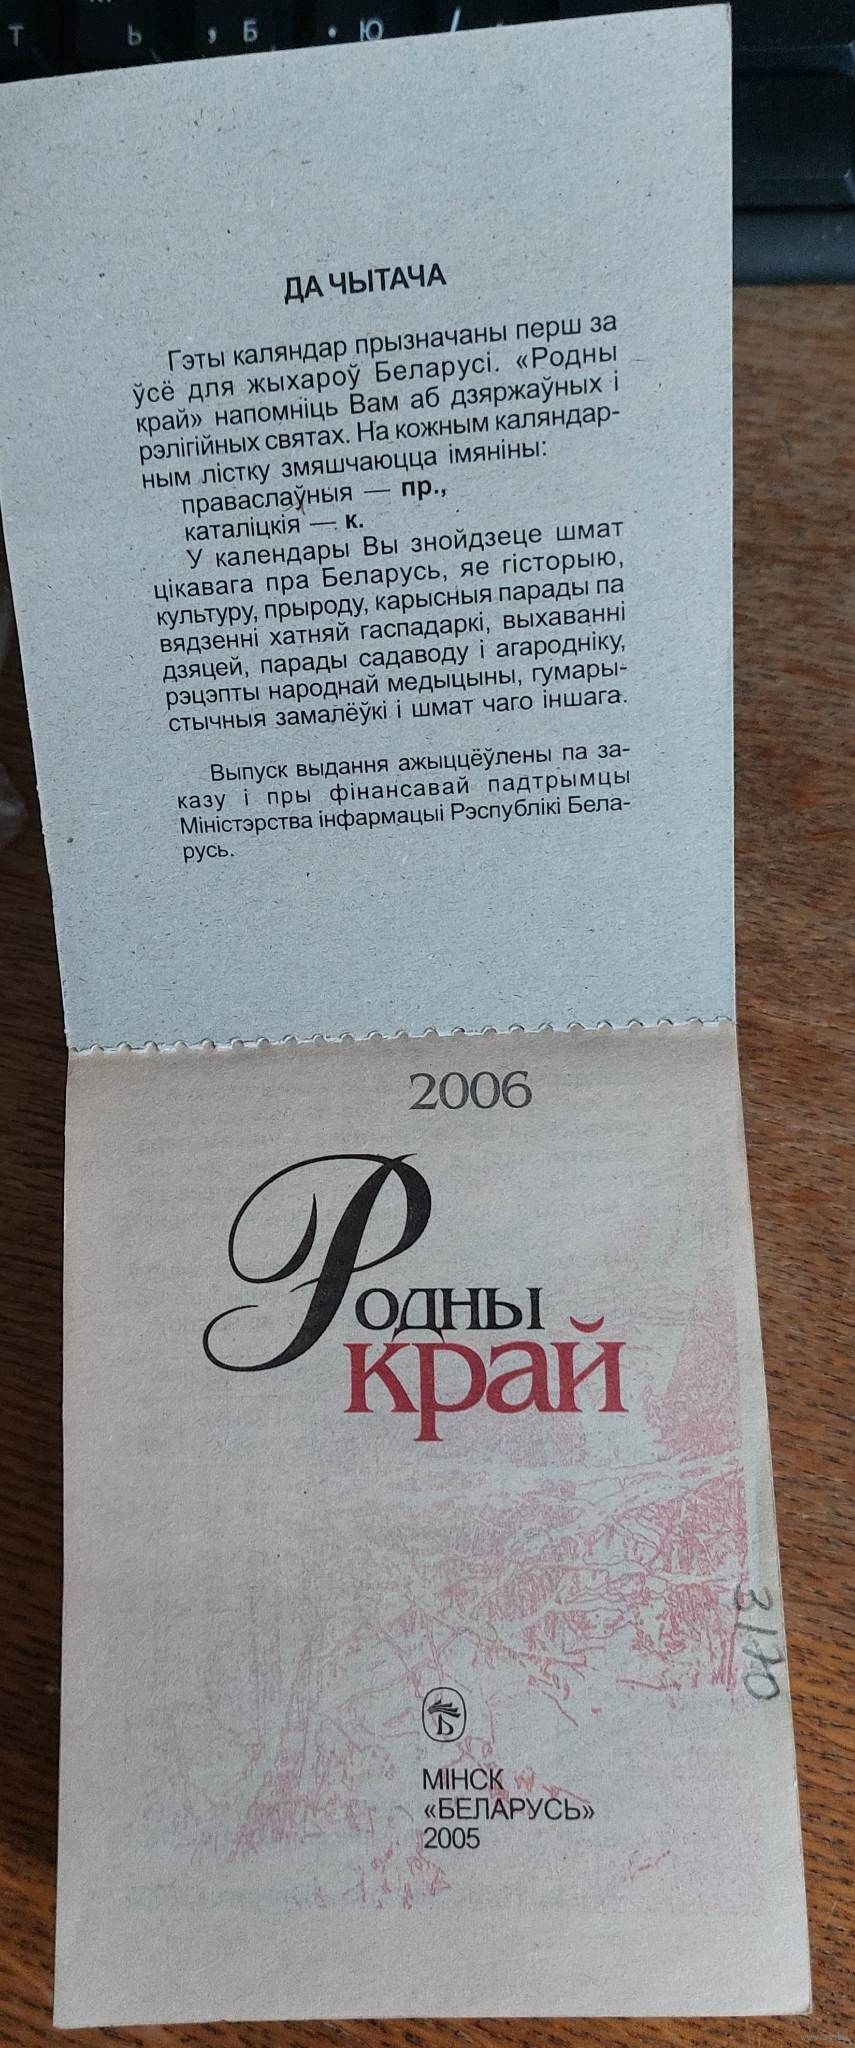 Т Ь , Б . Ю /
ДА ЧЫТАЧА
Гэты каляндар прызначаны перш за
ўсё для жыхароў Беларусі. «Родны
край» напомніць Вам аб дзяржаўных і
рэлігійных святах. На кожным каляндар-
ным лістку змяшчаюцца імяніны:
праваслаўныя — пр.,
каталіцкія — к.
У календары Вы знойдзеце шмат
цікавага пра Беларусь, яе гісторыю,
культуру, прыроду, карысныя парады па
вядзенні хатняй гаспадаркі, выхаванні
дзяцей, парады садаводу і агародніку,
рэцэпты народнай медыцыны, гумары-
стычныя замалёўкі і шмат чаго іншага.
Выпуск выдання ажыццёўлены па за-
казу і пры фінансавай падтрымцы
Міністэрства інфармацыі Рэспублікі Бела-
русь.
2006
Родны
край
3170
Б
МІНСК
«БЕЛАРУСЬ»
2005
www.ay.by